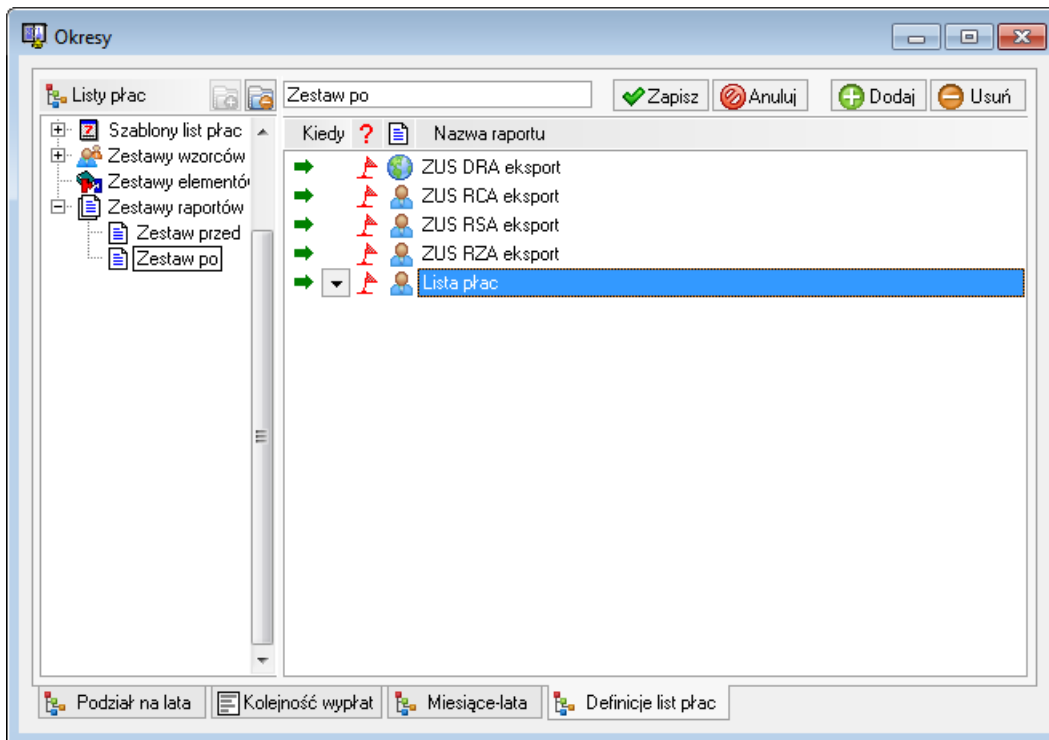 Okresy
Listy płac
Zestaw po
Zapisz
Anuluj
Dodaj
Usuń
Szablony list płac
Zestawy wzorców
Zestawy elementó
Zestawy raportów
Zestaw przed
Zestaw po
Kiedy ? Nazwa raportu
ZUS DRA eksport
ZUS RCA eksport
ZUS RSA eksport
ZUS RZA eksport
Lista płac
Podział na lata
Kolejność wypłat
Miesiące-lata
Definicje list płac